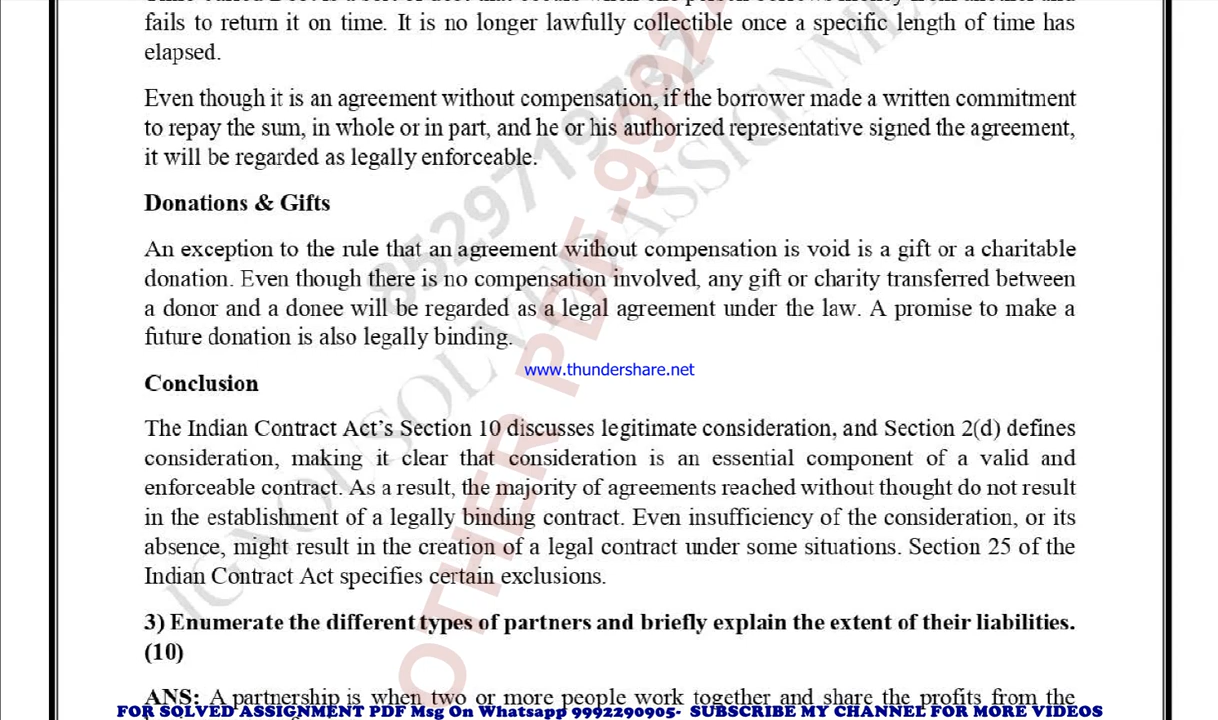 fails to return it on time. It is no longer lawfully collectible once a specific length of time has
elapsed.
Even though it is an agreement without compensation, if the borrower made a written commitment
to repay the sum, in whole or in part, and he or his authorized representative signed the agreement,
it will be regarded as legally enforceable.
Donations & Gifts
An exception to the rule that an agreement without compensation is void is a gift or a charitable
donation. Even though there is no compensation involved, any gift or charity transferred between
a donor and a donee will be regarded as a legal agreement under the law. A promise to make a
future donation is also legally binding.
www.thundershare.net
Conclusion
The Indian Contract Act's Section 10 discusses legitimate consideration, and Section 2(d) defines
consideration, making it clear that consideration is an essential component of a valid and
enforceable contract. As a result, the majority of agreements reached without thought do not result
in the establishment of a legally binding contract. Even insufficiency of the consideration, or its
absence, might result in the creation of a legal contract under some situations. Section 25 of the
Indian Contract Act specifies certain exclusions.
3) Enumerate the different types of partners and briefly explain the extent of their liabilities.
(10)
ANS: A partnership is when two or more people work together and share the profits from the
FOR SOLVED ASSIGNMENT PDF Msg On Whatsapp 9992290905- SUBSCRIBE MY CHANNEL FOR MORE VIDEOS
OTHER PDF-9992
IGNOU SOLVED ASSIGNM